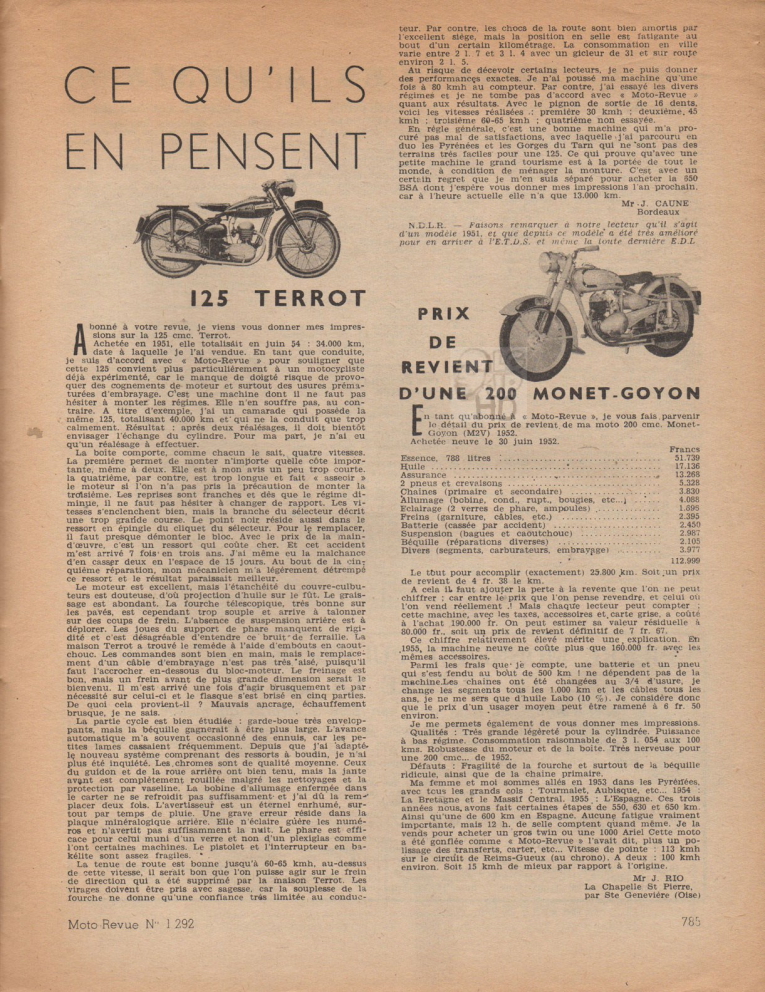 CE QU'ILS
EN PENSENT
125 TERROT
Abonné à votre revue, je viens vous donner mes impres-
sions sur la 125 cmc. Terrot.
Achetée en 1951, elle totalisait en juin 54 : 34.000 km,
date à laquelle je l'ai vendue. En tant que conduite,
je suis d'accord avec « Moto-Revue » pour souligner que
cette 125 convient plus particulièrement à un motocycliste
déjà expérimenté, car le manque de doigté risque de provo-
quer des cognements de moteur et surtout des usures préma-
turées d'embrayage. C'est une machine dont il ne faut pas
hésiter à monter les régimes. Elle n'en souffre pas, au con-
traire. A titre d'exemple, j'ai un camarad qui possède la
même 125, totalisant 40.000 km et qui ne la conduit que trop
calmement. Résultat : après deux réalésages, il doit bientôt
envisager l'échange du cylindre. Pour ma part, je n'ai eu
qu'un réalésage à effectuer.
La boîte comporte, comme chacun le sait, quatre vitesses.
La première permet de monter n'importe quelle côte impor-
tante, même à deux. Elle est à mon avis un peu trop courte.
la quatrième, par contre, est trop longue et fait « asseoir »
le moteur si l'on n'a pas pris la précaution de monter la
troisième. Les reprises sont franches et dès que le régime di-
minue, il ne faut pas hésiter à changer de rapport. Les vi-
tesses s'enclenchent bien, mais la branche du sélecteur décrit
une trop grande course. Le point noir réside aussi dans le
ressort en épingle du cliquet du sélecteur. Pour le remplacer,
il faut presque démonter le bloc. Avec le prix de la main-
d'œuvre, c'est un ressort qui coûte cher. Et cet accident
m'est arrivé 7 fois en trois ans. J'ai même eu la malchance
d'en casser deux en l'espace de 15 jours. Au bout de la cin-
quième réparation, mon mécanicien m'a légèrement détrempé
ce ressort et le résultat paraissait meilleur.
Le moteur est excellent, mais l'étanchéité du couvre-culbu-
teurs est douteuse, d'où projection d'huile sur le fût. Le grais-
sage est abondant. La fourche télescopique, très bonne sur
les pavés, est cependant trop souple et arrive à talonner
sur des coups de frein. L'absence de suspension arrière est à
déplorer. Les joues du support de phare manquent de rigi-
dité et c'est désagréable d'entendre ce bruit de ferraille. La
maison Terrot a trouvé le remède à l'aide d'embouts en caout-
chouc. Les commandes sont bien en main, mais le remplace-
ment d'un câble d'embrayage n'est pas très aisé, puisqu'il
faut l'accrocher en-dessous du bloc-moteur. Le freinage est
bon, mais un frein avant de plus grande dimension serait le
bienvenu. Il m'est arrivé une fois d'agir brusquement et par
nécessité sur celui-ci et le flasque s'est brisé en cinq parties.
De quoi cela provient-il ? Mauvais ancrage, échauffement
brusque, je ne sais.
La partie cycle est bien étudiée : garde-boue très envelop-
pants, mais la béquille gagnerait à être plus large. L'avance
automatique m'a souvent occasionné des ennuis, car les pe-
tites lames cassaient fréquemment. Depuis que j'ai adapté
le nouveau système comprenant des ressorts à boudin, je n'ai
plus été inquiété. Les chromes sont de qualité moyenne. Ceux
du guidon et de la roue arrière ont bien tenu, mais la jante
avant est complètement rouillée malgré les nettoyages et la
protection par vaseline. La bobine d'allumage enfermée dans
le carter ne se refroidit pas suffisamment et j'ai dû la rem-
placer deux fois. L'avertisseur est un éternel enrhumé, sur-
tout par temps de pluie. Une grave erreur réside dans la
plaque minéralogique arrière. Elle n'éclaire guère les numé-
ros et n'avertit pas suffisamment la nuit. Le phare est effi-
cace pour celui muni d'un verre et non d'un plexiglas comme
l'ont certaines machines. Le pistolet et l'interrupteur en ba-
kélite sont assez fragiles.
La tenue de route est bonne jusqu'à 60-65 kmh, au-dessus
de cette vitesse, il serait bon que l'on puisse agir sur le frein
de direction qui a été supprimé par la maison Terrot. Les
virages doivent être pris avec sagesse, car la souplesse de la
fourche ne donne qu'une confiance très limitée au conduc-
teur. Par contre, les chocs de la route sont bien amortis par
l'excellent siège, mais la position en selle est fatigante au
bout d'un certain kilométrage. La consommation en ville
varie entre 2 l. 7 et 3 l. 4 avec un gicleur de 31 et sur route
environ 2 l. 5.
Au risque de décevoir certains lecteurs, je ne puis donner
des performances exactes. Je n'ai poussé ma machine qu'une
fois à 80 kmh au compteur. Par contre, j'ai essayé les divers
régimes et je ne tombe pas d'accord avec « Moto-Revue »
quant aux résultats. Avec le pignon de sortie de 16 dents,
voici les vitesses réalisées : première 30 kmh ; deuxième, 45
kmh ; troisième 60-65 kmh ; quatrième non essayée.
En règle générale, c'est une bonne machine qui m'a pro-
curé pas mal de satisfactions, avec laquelle j'ai parcouru en
duo les Pyrénées et les Gorges du Tarn qui ne sont pas des
terrains très faciles pour une 125. Ce qui prouve qu'avec une
petite machine le grand tourisme est à la portée de tout le
monde, à condition de ménager la monture. C'est avec un
certain regret que je m'en suis séparé pour acheter la 650
BSA dont j'espère vous donner mes impressions l'an prochain,
car à l'heure actuelle elle n'a que 13.000 km.
Mr J. CAUNE
Bordeaux
N.D.L.R. — Faisons remarquer à notre lecteur qu'il s'agit
d'un modèle 1951, et que depuis ce modèle a été très amélioré
pour en arriver à l'E.T.D.S. et même la toute dernière E.D.L
PRIX
DE
REVIENT
D'UNE 200 MONET-GOYON
En tant qu'abonné à « Moto-Revue », je vous fais parvenir
le détail du prix de revient de ma moto 200 cmc. Monet-
Goyon (M2V) 1952.
Achetée neuve le 30 juin 1952.
Francs
Essence, 788 litres 51.739
Huile 17.136
Assurance 13.268
2 pneus et crevaisons 5.328
Chaînes (primaire et secondaire) 3.830
Allumage (bobine, cond., rupt., bougies, etc...) 4.088
Eclairage (2 verres de phare, ampoules) 1.695
Freins (garniture, câbles, etc.) 2.395
Batterie (cassée par accident) 2.450
Suspension (bagues et caoutchouc) 2.987
Béquille (réparations diverses) 2.105
Divers (segments, carburateurs, embrayage) 3.977
112.999
Le tout pour accomplir (exactement) 25.800 km. Soit un prix
de revient de 4 fr. 38 le km.
A cela il faut ajouter la perte à la revente que l'on ne peut
chiffrer ; car entre le prix que l'on pense revendre, et celui ou
l'on vend réellement ! Mais chaque lecteur peut compter ;
cette machine, avec les taxes, accessoires et carte grise, a coûté
à l'achat 190.000 fr. On peut estimer sa valeur résiduelle à
80.000 fr., soit un prix de revient définitif de 7 fr. 67.
Ce chiffre relativement élevé mérite une explication. En
1955, la machine neuve ne coûte plus que 160.000 fr. avec les
mêmes accessoires.
Parmi les frais que je compte, une batterie et un pneu
qui s'est fendu au bout de 500 km ! ne dépendent pas de la
machine.Les chaînes ont été changées au 3/4 d'usure, je
change les segments tous les 1.000 km et les câbles tous les
ans, je ne me sers que d'huile Labo (10 %). Je considère donc
que le prix d'un usager moyen peut être ramené à 6 fr. 50
environ.
Je me permets également de vous donner mes impressions.
Qualités : Très grande légèreté pour la cylindrée. Puissance
à bas régime. Consommation raisonnable de 3 l. 054 aux 100
kms. Robustesse du moteur et de la boîte. Très nerveuse pour
une 200 cmc... de 1952.
Défauts : Fragilité de la fourche et surtout de la béquille
ridicule, ainsi que de la chaîne primaire.
Ma femme et moi sommes allés en 1953 dans les Pyrénées,
avec tous les grands cols : Tourmalet, Aubisque, etc... 1954 :
La Bretagne et le Massif Central. 1955 : L'Espagne. Ces trois
années nous avons fait certaines étapes de 550, 630 et 650 km.
Ainsi qu'une de 600 km en Espagne. Aucune fatigue vraiment
importante, mais 12 h. de selle comptent quand même. Je la
vends pour acheter un gros twin ou une 1000 Ariel Cette moto
a été gonflée comme « Moto-Revue » l'avait dit, plus un po-
lissage des transferts, carter, etc... Vitesse de pointe : 113 kmh
sur le circuit de Reims-Gueux (au chrono). A deux : 100 kmh
environ. Soit 15 kmh de mieux par rapport à l'origine.
Mr J. RIO
La Chapelle St Pierre,
par Ste Geneviére (Oise)
Moto-Revue N° 1 292
785